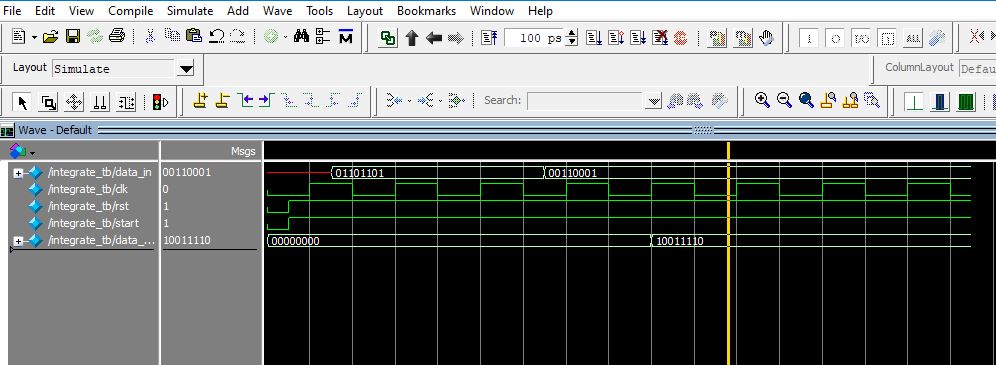 File Edit View Compile Simulate Add Wave Tools Layout Bookmarks Window Help
100 ps
ALL
Layout Simulate
ColumnLayout Defau
Search:
Wave - Default
Msgs
/integrate_tb/data_in 00110001 01101101 00110001
/integrate_tb/clk 0
/integrate_tb/rst 1
/integrate_tb/start 1
/integrate_tb/data_... 10011110 00000000 10011110